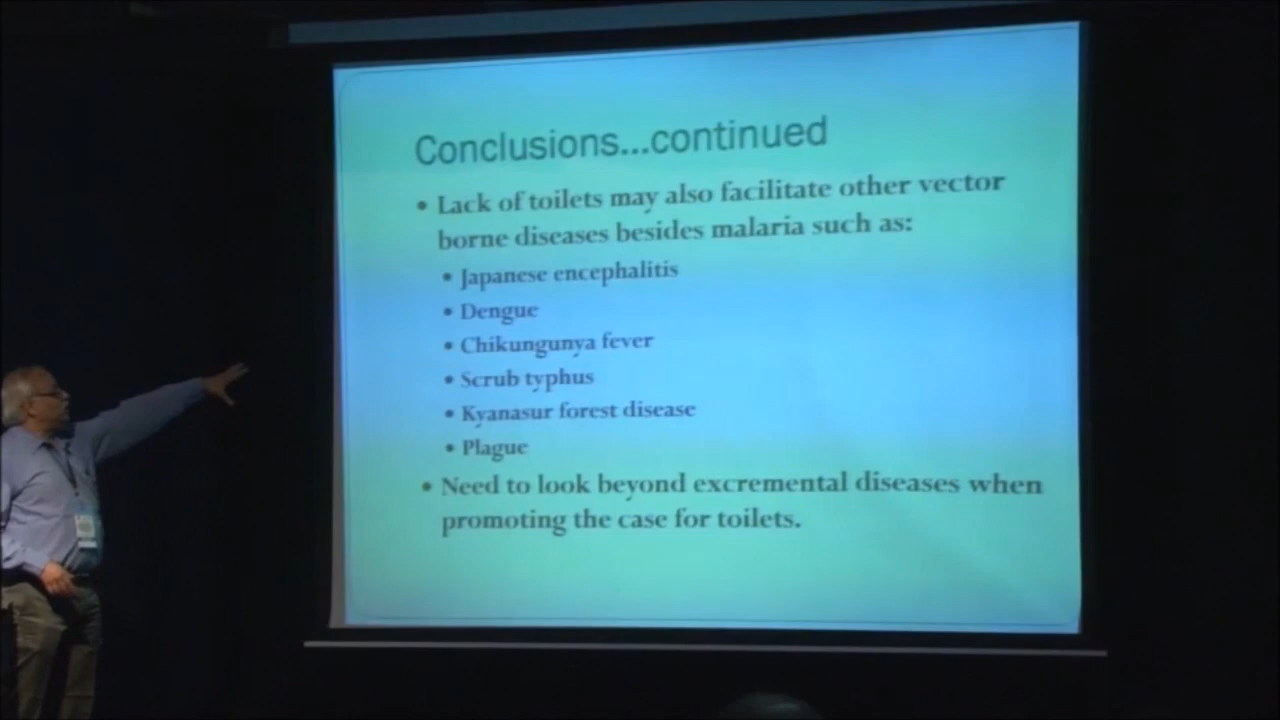 Conclusions...continued
• Lack of toilets may also facilitate other vector
borne diseases besides malaria such as:
• Japanese encephalitis
• Dengue
• Chikungunya fever
• Scrub typhus
• Kyanasur forest disease
• Plague
• Need to look beyond excremental diseases when
promoting the case for toilets.